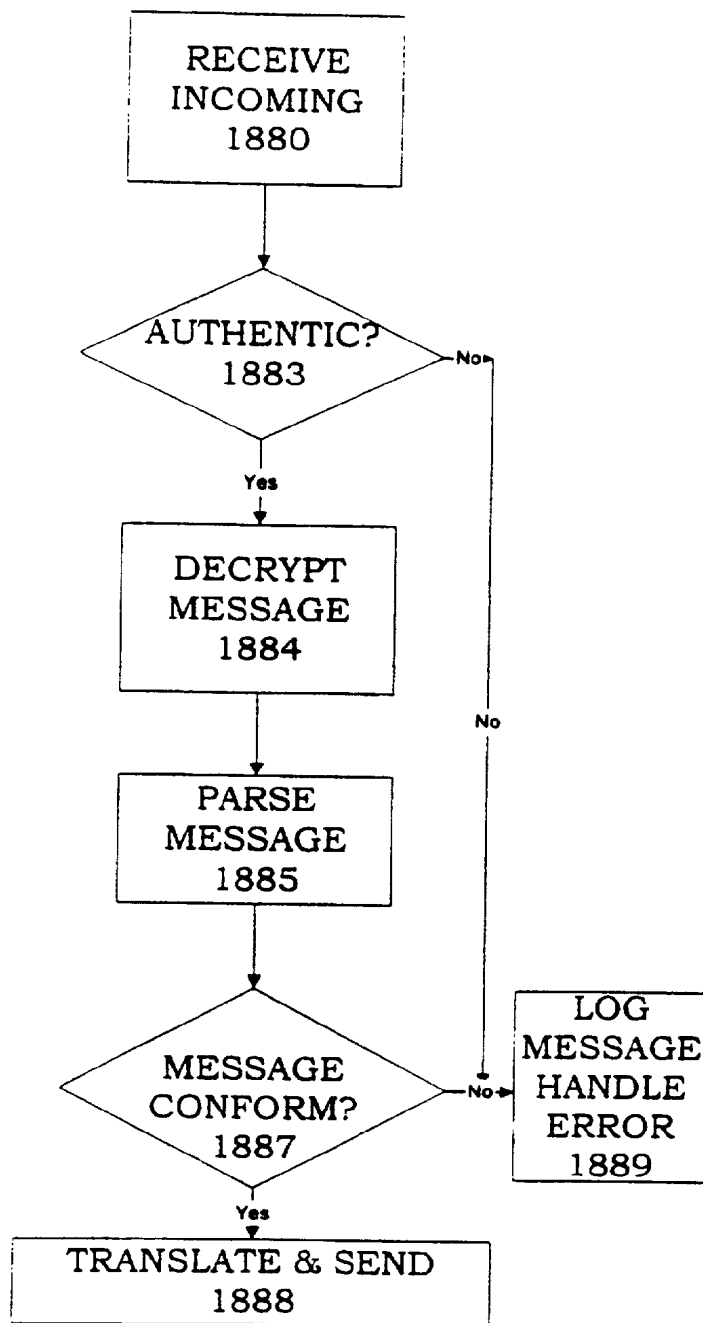 RECEIVE
INCOMING
1880
AUTHENTIC?
1883
No
Yes
DECRYPT
MESSAGE
1884
No
PARSE
MESSAGE
1885
MESSAGE
CONFORM?
1887
No
LOG
MESSAGE
HANDLE
ERROR
1889
Yes
TRANSLATE & SEND
1888